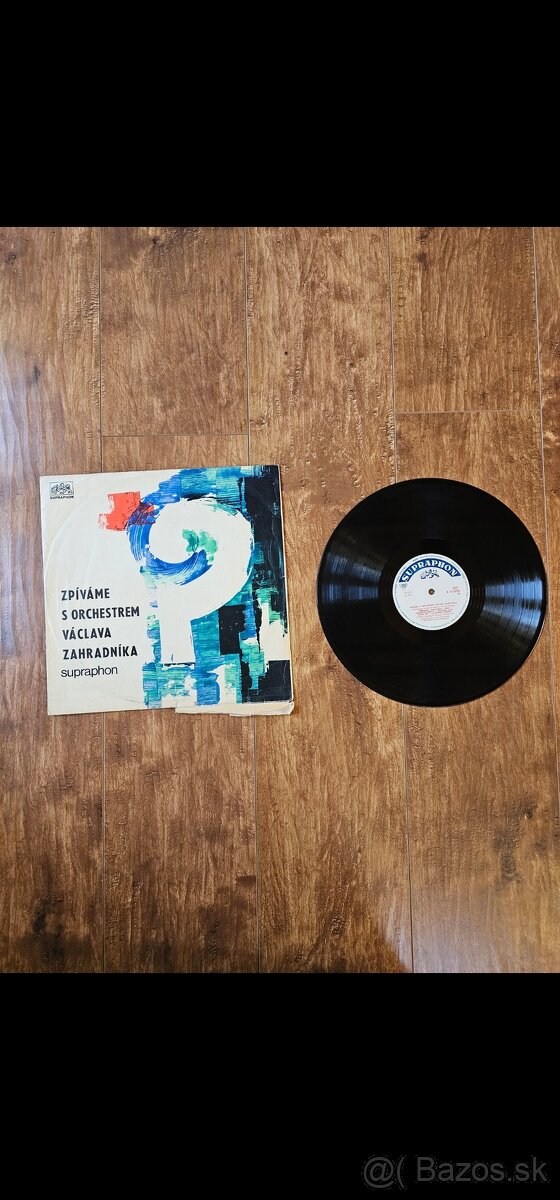 SUPRAPHON
ZPÍVÁME
S ORCHESTREM
VÁCLAVA
ZAHRADNÍKA
supraphon
SUPRAPHON
@( Bazos.sk